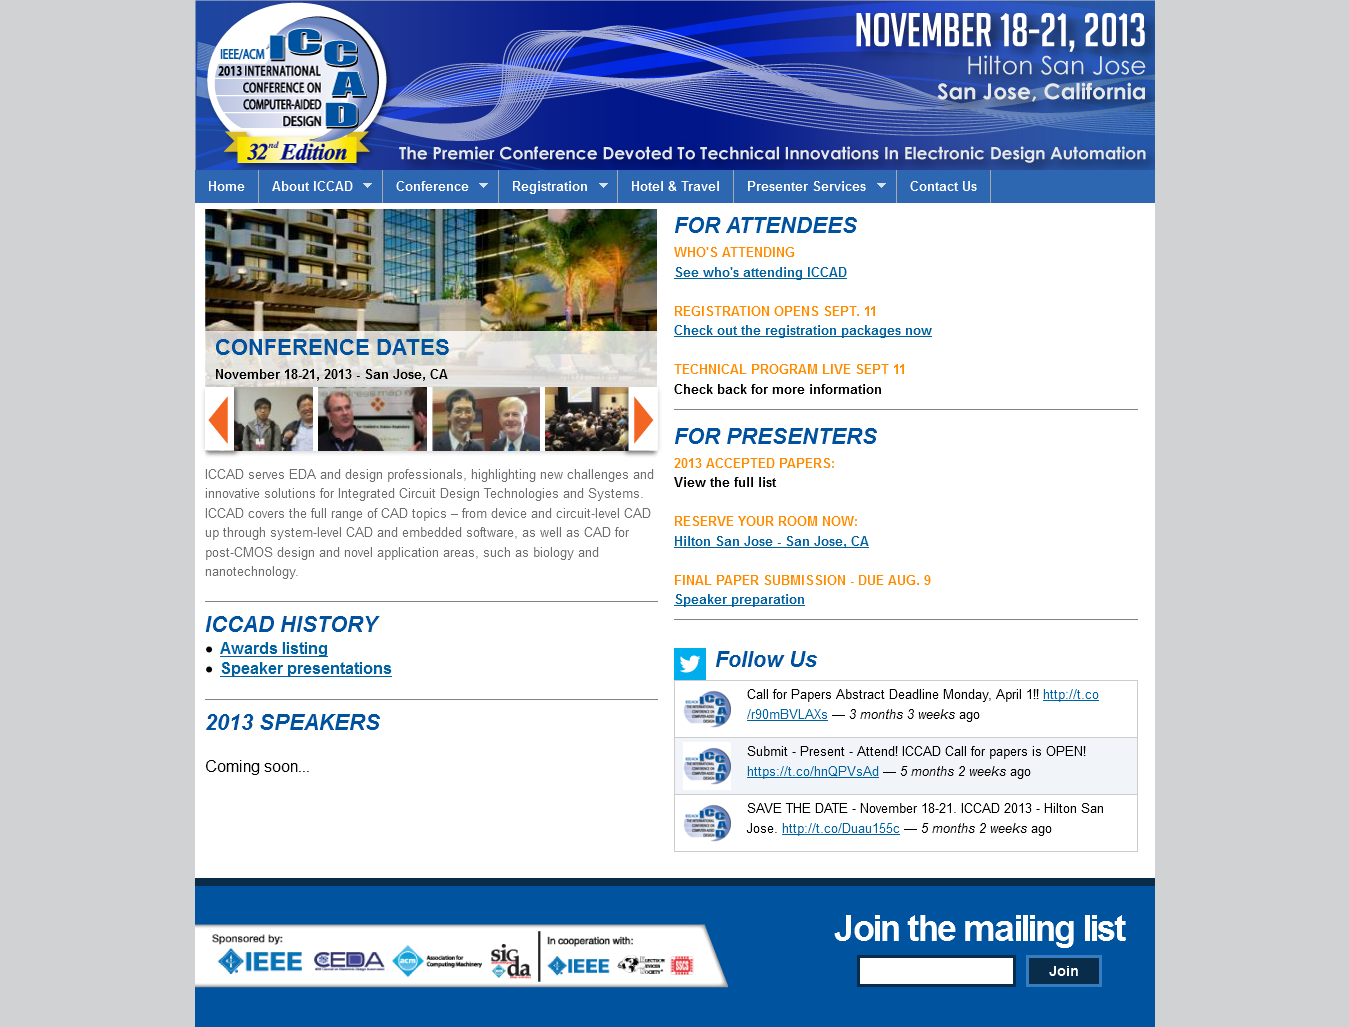 IEEE/ACM
ICCAD
2013 INTERNATIONAL
CONFERENCE ON
COMPUTER-AIDED
DESIGN
32nd Edition
NOVEMBER 18-21, 2013
Hilton San Jose
San Jose, California
The Premier Conference Devoted To Technical Innovations In Electronic Design Automation
Home
About ICCAD
Conference
Registration
Hotel & Travel
Presenter Services
Contact Us
CONFERENCE DATES
November 18-21, 2013 - San Jose, CA
ICCAD serves EDA and design professionals, highlighting new challenges and
innovative solutions for Integrated Circuit Design Technologies and Systems.
ICCAD covers the full range of CAD topics – from device and circuit-level CAD
up through system-level CAD and embedded software, as well as CAD for
post-CMOS design and novel application areas, such as biology and
nanotechnology.
ICCAD HISTORY
Awards listing
Speaker presentations
2013 SPEAKERS
Coming soon...
FOR ATTENDEES
WHO'S ATTENDING
See who's attending ICCAD
REGISTRATION OPENS SEPT. 11
Check out the registration packages now
TECHNICAL PROGRAM LIVE SEPT 11
Check back for more information
FOR PRESENTERS
2013 ACCEPTED PAPERS:
View the full list
RESERVE YOUR ROOM NOW:
Hilton San Jose - San Jose, CA
FINAL PAPER SUBMISSION - DUE AUG. 9
Speaker preparation
Follow Us
Call for Papers Abstract Deadline Monday, April 1!! http://t.co
/r90mBVLAXs — 3 months 3 weeks ago
Submit - Present - Attend! ICCAD Call for papers is OPEN!
https://t.co/hnQPVsAd — 5 months 2 weeks ago
SAVE THE DATE - November 18-21. ICCAD 2013 - Hilton San
Jose. http://t.co/Duau155c — 5 months 2 weeks ago
Sponsored by:
IEEE
CEDA
acm
Association for
Computing Machinery
sigda
In cooperation with:
IEEE
ELECTRON
DEVICES
SOCIETY
Join the mailing list
Join